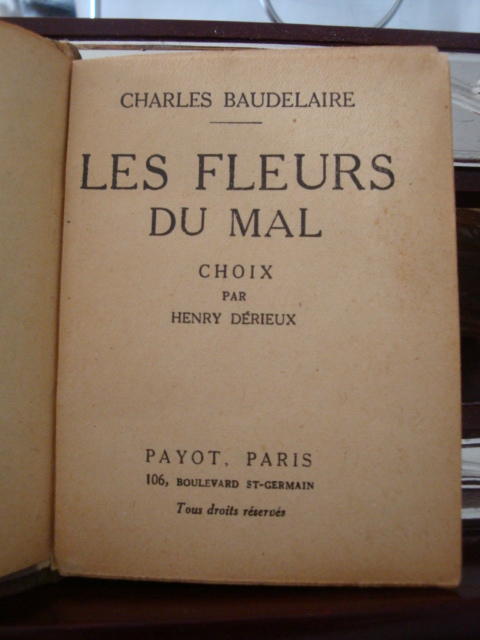 CHARLES BAUDELAIRE
LES FLEURS
DU MAL
CHOIX
PAR
HENRY DÉRIEUX
PAYOT, PARIS
106, BOULEVARD ST-GERMAIN
Tous droits réservés